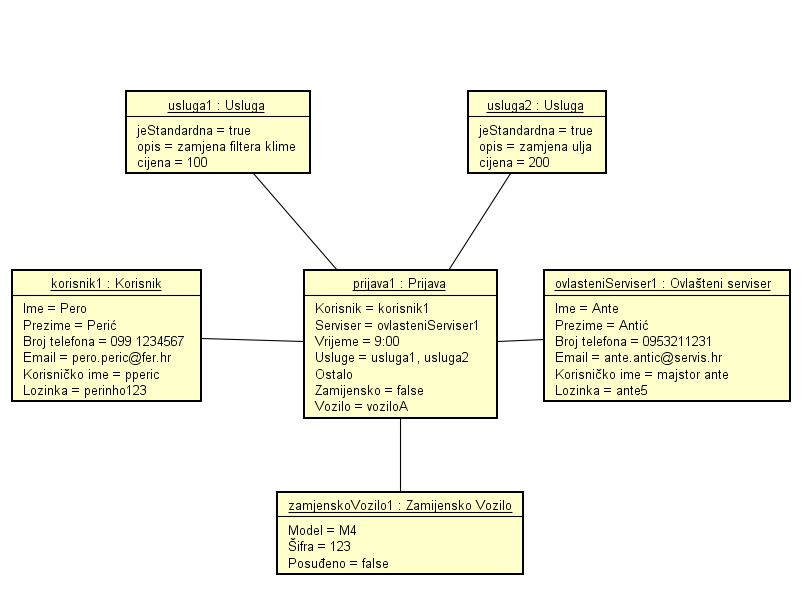 usluga1 : Usluga
jeStandardna = true
opis = zamjena filtera klime
cijena = 100
usluga2 : Usluga
jeStandardna = true
opis = zamjena ulja
cijena = 200
korisnik1 : Korisnik
Ime = Pero
Prezime = Perić
Broj telefona = 099 1234567
Email = pero.peric@fer.hr
Korisničko ime = pperic
Lozinka = perinho123
prijava1 : Prijava
Korisnik = korisnik1
Serviser = ovlasteniServiser1
Vrijeme = 9:00
Usluge = usluga1, usluga2
Ostalo
Zamijensko = false
Vozilo = voziloA
ovlasteniServiser1 : Ovlašteni serviser
Ime = Ante
Prezime = Antić
Broj telefona = 0953211231
Email = ante.antic@servis.hr
Korisničko ime = majstor ante
Lozinka = ante5
zamjenskoVozilo1 : Zamijensko Vozilo
Model = M4
Šifra = 123
Posuđeno = false